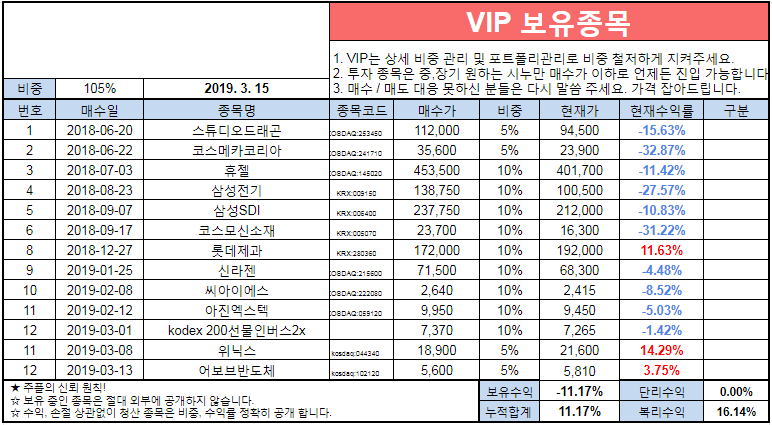 VIP 보유종목
1. VIP는 상세 비중 관리 및 포트폴리관리로 비중 철저하게 지켜주세요.
2. 투자 종목은 중,장기 원하는 시누만 매수가 이하로 언제든 진입 가능합니다
3. 매수 / 매도 대응 못하신 분들은 다시 말씀 주세요. 가격 잡아드립니다.
비중 105% 2019. 3. 15
번호 매수일 종목명 종목코드 매수가 비중 현재가 현재수익률 구분
1 2018-06-20 스튜디오드래곤 KOSDAQ:253450 112,000 5% 94,500 -15.63%
2 2018-06-22 코스메카코리아 KOSDAQ:241710 35,600 5% 23,900 -32.87%
3 2018-07-03 휴젤 KOSDAQ:145020 453,500 10% 401,700 -11.42%
4 2018-08-23 삼성전기 KRX:009150 138,750 10% 100,500 -27.57%
5 2018-09-07 삼성SDI KRX:006400 237,750 10% 212,000 -10.83%
6 2018-09-17 코스모신소재 KRX:005070 23,700 10% 16,300 -31.22%
8 2018-12-27 롯데제과 KRX:280360 172,000 10% 192,000 11.63%
9 2019-01-25 신라젠 KOSDAQ:215600 71,500 10% 68,300 -4.48%
10 2019-02-08 씨아이에스 KOSDAQ:222080 2,640 10% 2,415 -8.52%
11 2019-02-12 아진엑스텍 KOSDAQ:059120 9,950 10% 9,450 -5.03%
12 2019-03-01 kodex 200선물인버스2x 7,370 10% 7,265 -1.42%
11 2019-03-08 위닉스 kosdaq:044340 18,900 5% 21,600 14.29%
12 2019-03-13 어보브반도체 kosdaq:102120 5,600 5% 5,810 3.75%
★ 주품의 신뢰 원칙!
☆ 보유 중인 종목은 절대 외부에 공개하지 않습니다.
☆ 수익, 손절 상관없이 청산 종목은 비중, 수익률 정확히 공개 합니다.
보유수익 -11.17% 단리수익 0.00%
누적합계 11.17% 복리수익 16.14%